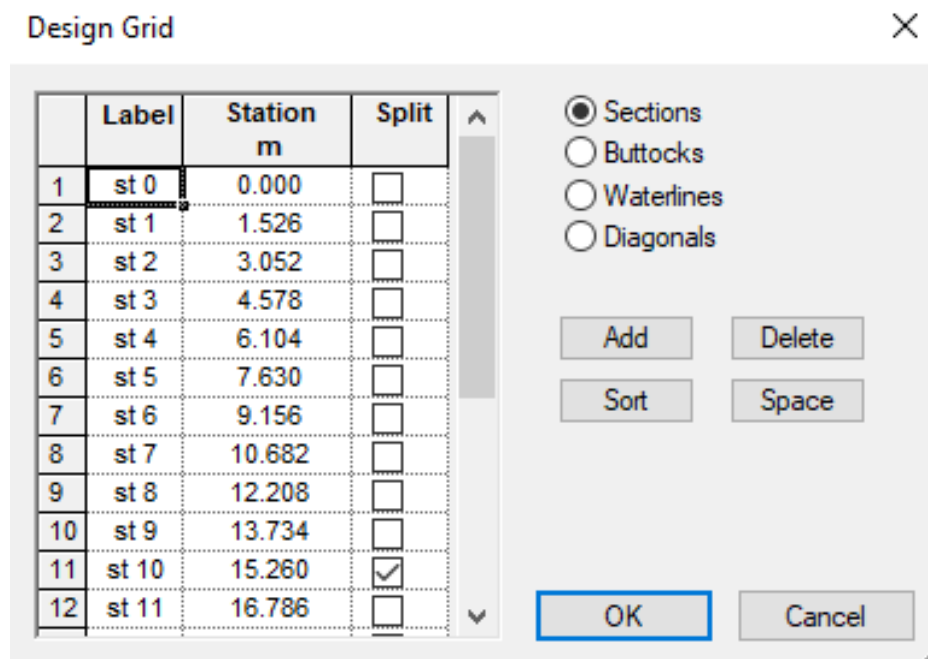 Design Grid
Label Station Split
m
1 st 0 0.000
2 st 1 1.526
3 st 2 3.052
4 st 3 4.578
5 st 4 6.104
6 st 5 7.630
7 st 6 9.156
8 st 7 10.682
9 st 8 12.208
10 st 9 13.734
11 st 10 15.260
12 st 11 16.786
Sections
Buttocks
Waterlines
Diagonals
Add Delete
Sort Space
OK Cancel